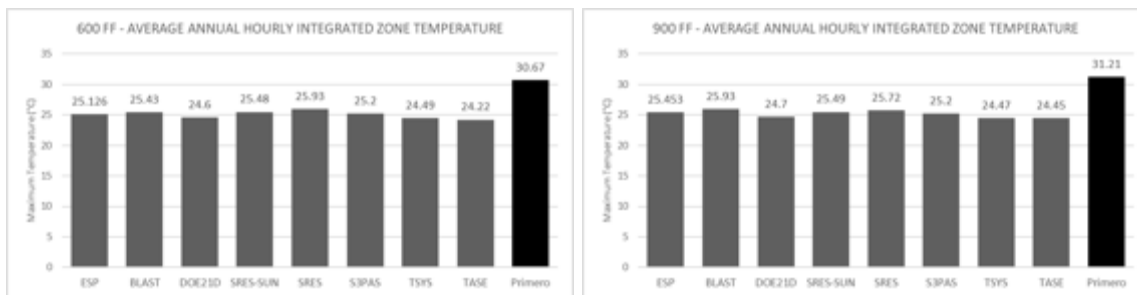 600 FF - AVERAGE ANNUAL HOURLY INTEGRATED ZONE TEMPERATURE
Maximum Temperature (°C)
35
30
25
20
15
10
5
0
25.126 25.43 24.6 25.48 25.93 25.2 24.49 24.22 30.67
ESP BLAST DOE21D SRES-SUN SRES S3PAS TSYS TASE Primero
900 FF - AVERAGE ANNUAL HOURLY INTEGRATED ZONE TEMPERATURE
Maximum Temperature (°C)
35
30
25
20
15
10
5
0
25.453 25.93 24.7 25.49 25.72 25.2 24.47 24.45 31.21
ESP BLAST DOE21D SRES-SUN SRES S3PAS TSYS TASE Primero